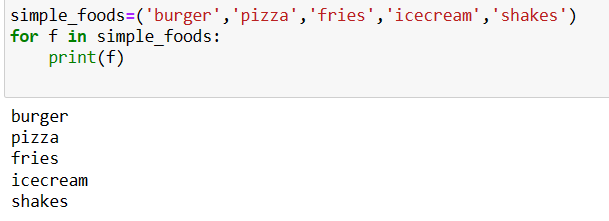 simple_foods=('burger','pizza','fries','icecream','shakes')
for f in simple_foods:
    print(f)
burger
pizza
fries
icecream
shakes